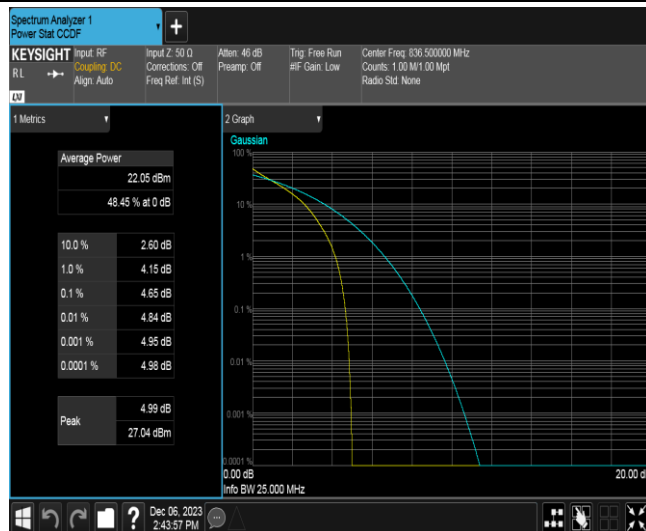 Spectrum Analyzer 1
Power Stat CCDF
+
KEYSIGHT
RL
Input: RF
Coupling: DC
Align: Auto
Input Z: 50 Ω
Corrections: Off
Freq Ref: Int (S)
Atten: 46 dB
Preamp: Off
Trig: Free Run
#IF Gain: Low
Center Freq: 836.500000 MHz
Counts: 1.00 M/1.00 Mpt
Radio Std: None
1 Metrics
Average Power
22.05 dBm
48.45 % at 0 dB
10.0 % 2.60 dB
1.0 % 4.15 dB
0.1 % 4.65 dB
0.01 % 4.84 dB
0.001 % 4.95 dB
0.0001 % 4.98 dB
Peak
4.99 dB
27.04 dBm
2 Graph
Gaussian
100 %
10 %
1 %
0.1 %
0.01 %
0.001 %
0.0001 %
0.00 dB
20.00 d
Info BW 25.000 MHz
?
Dec 06, 2023
2:43:57 PM